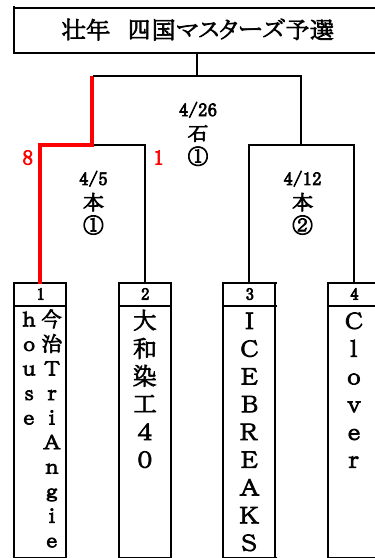 壮年 四国マスターズ予選
4/26
石
①
8
1
4/5
本
①
4/12
本
②
1
今治TriAngie
house
2
大和染工40
3
ICEBREAKS
4
Clover